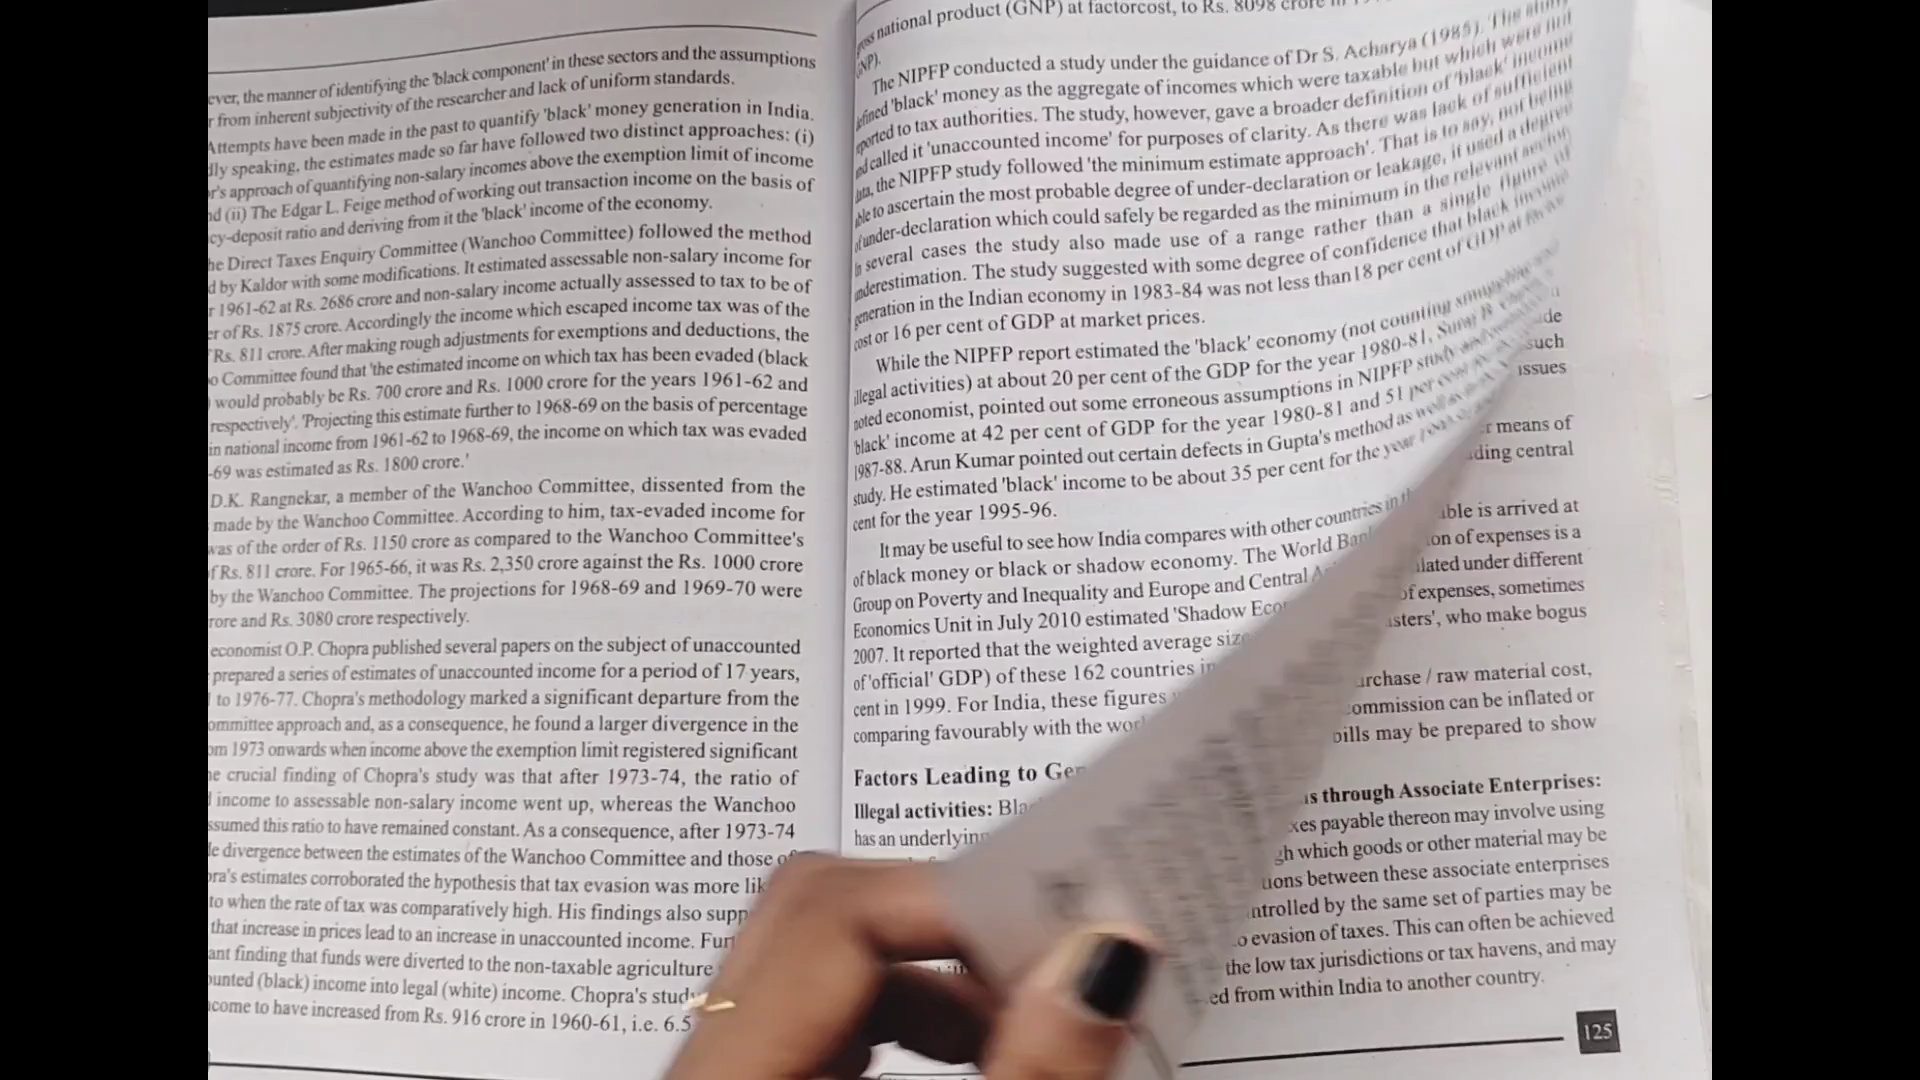 ever, the manner of identifying the 'black component' in these sectors and the assumptions
r from inherent subjectivity of the researcher and lack of uniform standards.
Attempts have been made in the past to quantify 'black' money generation in India.
dly speaking, the estimates made so far have followed two distinct approaches: (i)
r's approach of quantifying non-salary incomes above the exemption limit of income
nd (ii) The Edgar L. Feige method of working out transaction income on the basis of
cy-deposit ratio and deriving from it the 'black' income of the economy.
he Direct Taxes Enquiry Committee (Wanchoo Committee) followed the method
d by Kaldor with some modifications. It estimated assessable non-salary income for
r 1961-62 at Rs. 2686 crore and non-salary income actually assessed to tax to be of
er of Rs. 1875 crore. Accordingly the income which escaped income tax was of the
Rs. 811 crore. After making rough adjustments for exemptions and deductions, the
o Committee found that 'the estimated income on which tax has been evaded (black
) would probably be Rs. 700 crore and Rs. 1000 crore for the years 1961-62 and
respectively'. 'Projecting this estimate further to 1968-69 on the basis of percentage
in national income from 1961-62 to 1968-69, the income on which tax was evaded
-69 was estimated as Rs. 1800 crore.'
D.K. Rangnekar, a member of the Wanchoo Committee, dissented from the
made by the Wanchoo Committee. According to him, tax-evaded income for
was of the order of Rs. 1150 crore as compared to the Wanchoo Committee's
f Rs. 811 crore. For 1965-66, it was Rs. 2,350 crore against the Rs. 1000 crore
by the Wanchoo Committee. The projections for 1968-69 and 1969-70 were
rore and Rs. 3080 crore respectively.
economist O.P. Chopra published several papers on the subject of unaccounted
prepared a series of estimates of unaccounted income for a period of 17 years,
to 1976-77. Chopra's methodology marked a significant departure from the
ommittee approach and, as a consequence, he found a larger divergence in the
om 1973 onwards when income above the exemption limit registered significant
e crucial finding of Chopra's study was that after 1973-74, the ratio of
income to assessable non-salary income went up, whereas the Wanchoo
ssumed this ratio to have remained constant. As a consequence, after 1973-74
le divergence between the estimates of the Wanchoo Committee and those of
ora's estimates corroborated the hypothesis that tax evasion was more lik
to when the rate of tax was comparatively high. His findings also supp
that increase in prices lead to an increase in unaccounted income. Fur
ant finding that funds were diverted to the non-taxable agriculture
ounted (black) income into legal (white) income. Chopra's stud
come to have increased from Rs. 916 crore in 1960-61, i.e. 6.5
oss national product (GNP) at factorcost, to Rs. 8098 crore in
GNP).
The NIPFP conducted a study under the guidance of Dr S. Acharya (1985). The study
efined 'black' money as the aggregate of incomes which were taxable but which were not
eported to tax authorities. The study, however, gave a broader definition of 'black' income
nd called it 'unaccounted income' for purposes of clarity. As there was lack of sufficient
data, the NIPFP study followed 'the minimum estimate approach'. That is to say, not being
ble to ascertain the most probable degree of under-declaration or leakage, it used a degree
of under-declaration which could safely be regarded as the minimum in the relevant sector.
In several cases the study also made use of a range rather than a single figure of
underestimation. The study suggested with some degree of confidence that black income
generation in the Indian economy in 1983-84 was not less than 18 per cent of GDP at factor
cost or 16 per cent of GDP at market prices.
While the NIPFP report estimated the 'black' economy (not counting smuggling and
illegal activities) at about 20 per cent of the GDP for the year 1980-81, Suraj B.
noted economist, pointed out some erroneous assumptions in NIPFP study
'black' income at 42 per cent of GDP for the year 1980-81 and 51 per cent
1987-88. Arun Kumar pointed out certain defects in Gupta's method as well as
study. He estimated 'black' income to be about 35 per cent for the year
cent for the year 1995-96.
It may be useful to see how India compares with other countries in
of black money or black or shadow economy. The World Ban
Group on Poverty and Inequality and Europe and Central
Economics Unit in July 2010 estimated 'Shadow Eco
2007. It reported that the weighted average size
of 'official' GDP) of these 162 countries in
cent in 1999. For India, these figures
comparing favourably with the wor
Factors Leading to Gen
Illegal activities: Bla
has an underlying
de
such
issues
r means of
ding central
ble is arrived at
on of expenses is a
lated under different
of expenses, sometimes
asters', who make bogus
urchase / raw material cost,
commission can be inflated or
bills may be prepared to show
s through Associate Enterprises:
xes payable thereon may involve using
gh which goods or other material may be
tions between these associate enterprises
ntrolled by the same set of parties may be
o evasion of taxes. This can often be achieved
the low tax jurisdictions or tax havens, and may
ed from within India to another country.
125